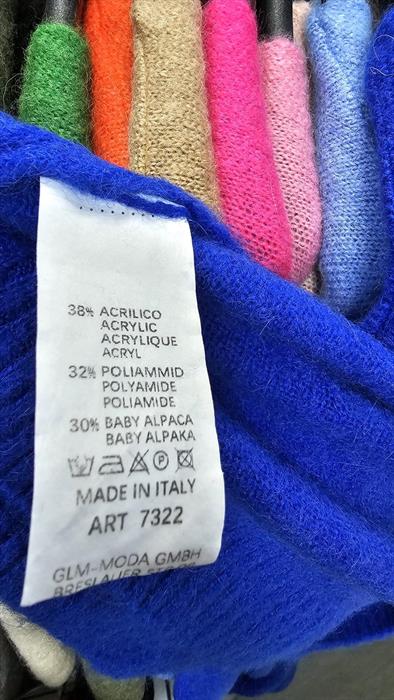 38% ACRILICO
ACRYLIC
ACRYLIQUE
ACRYL
32% POLIAMMID
POLYAMIDE
POLIAMIDE
30% BABY ALPACA
BABY ALPAKA
P
MADE IN ITALY
ART 7322
GLM-MODA GMBH
BRESLAUER